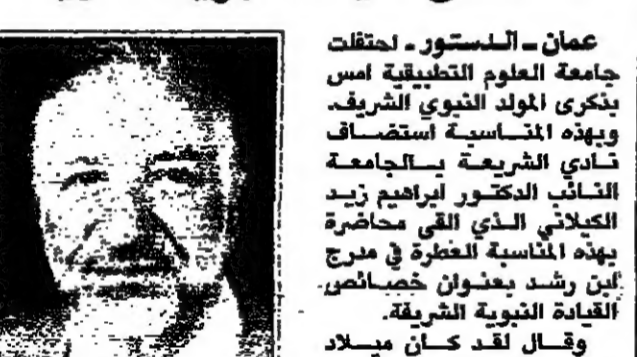 عمان ـ الدستور ـ احتفلت
جامعة العلوم التطبيقية امس
بذكرى المولد النبوي الشريف
وبهذه المناسبة استضاف
نادي الشريعة بالجامعة
النائب الدكتور ابراهيم زيد
الكيلاني الذي القى محاضرة
بهذه المناسبة العطرة في مدرج
ابن رشد بعنوان خصائص
القيادة النبوية الشريفة.
وقال لقد كان ميلاد